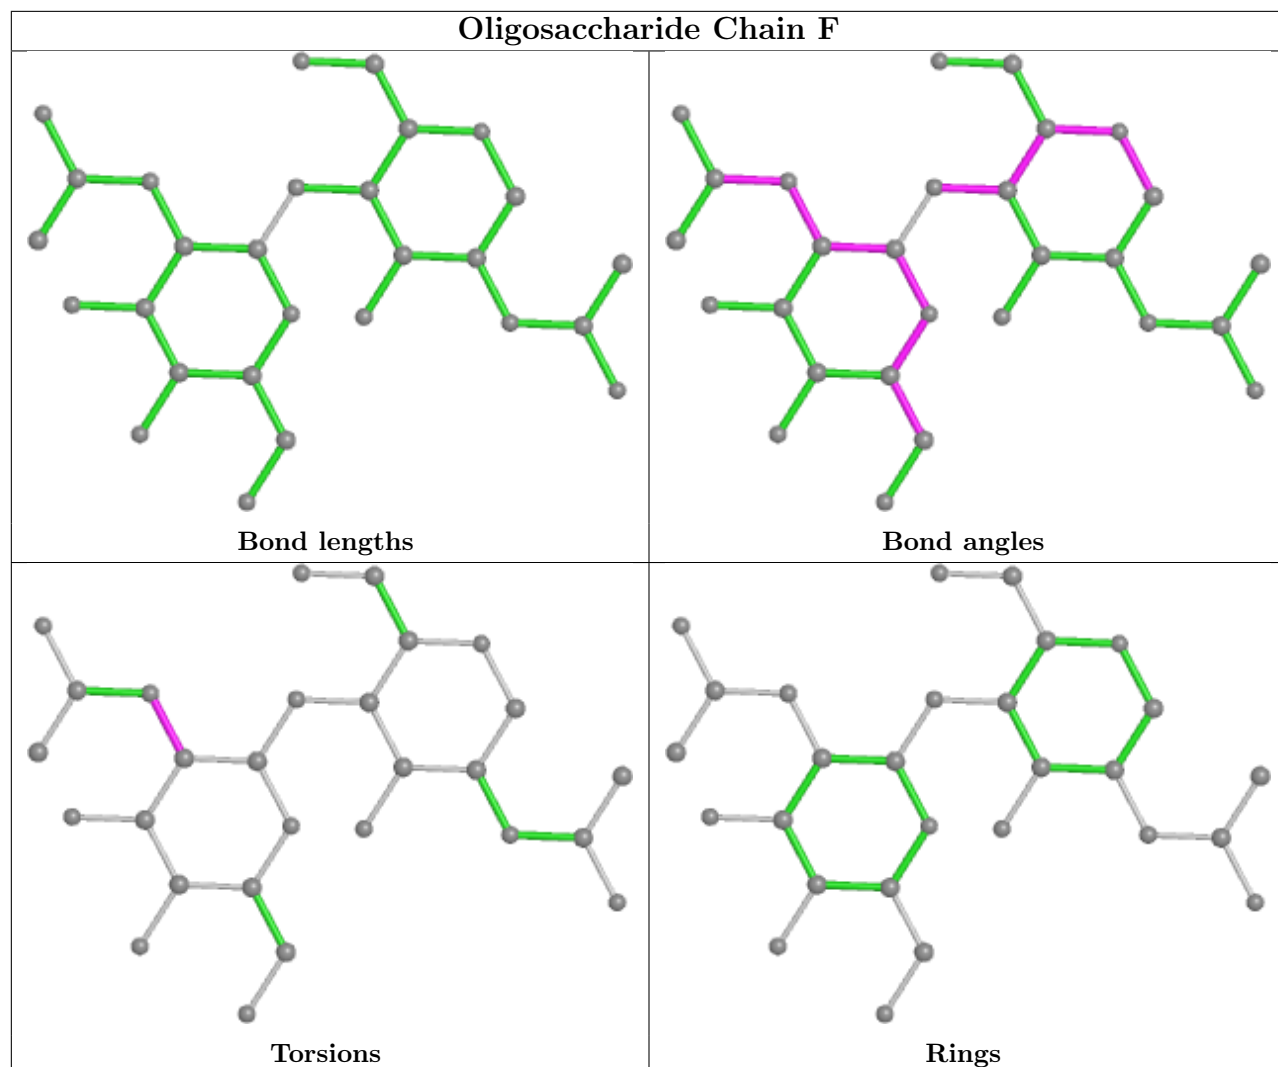 Oligosaccharide Chain F
Bond lengths
Bond angles
Torsions
Rings